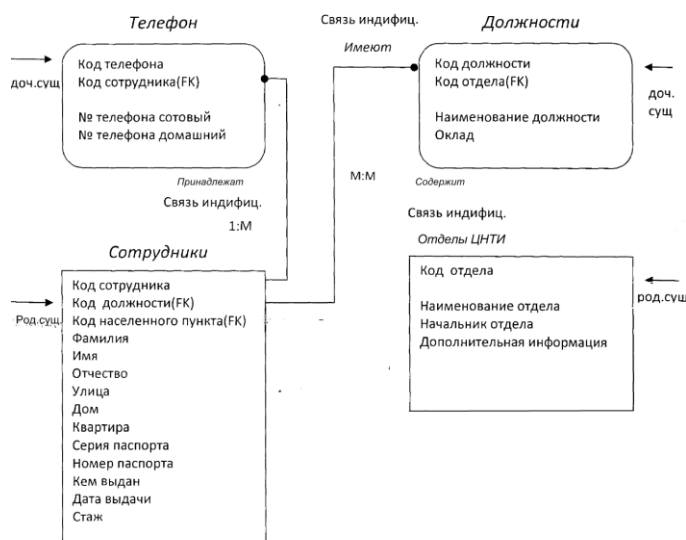 Телефон
Связь индифиц.
Должности
Имеют
доч.сущ
Код телефона
Код сотрудника(FK)
№ телефона сотовый
№ телефона домашний
Код должности
Код отдела(FK)
Наименование должности
Оклад
доч.
сущ
Принадлежат
Связь индифиц.
1:М
М:М
Содержит
Связь индифиц.
Сотрудники
Отделы ЦНТИ
Род.сущ.
Код сотрудника
Код должности(FK)
Код населенного пункта(FK)
Фамилия
Имя
Отчество
Улица
Дом
Квартира
Серия паспорта
Номер паспорта
Кем выдан
Дата выдачи
Стаж
Код отдела
Наименование отдела
Начальник отдела
Дополнительная информация
род.сущ